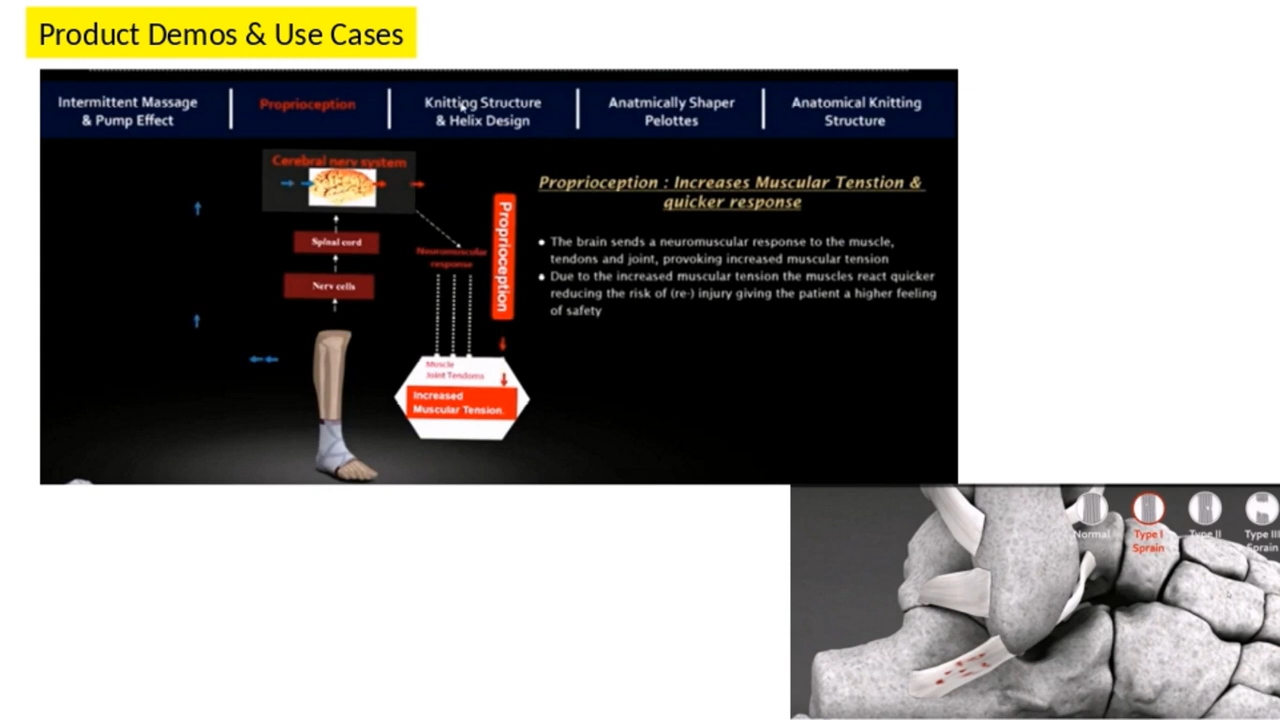 Product Demos & Use Cases
Intermittent Massage
& Pump Effect
Proprioception
Knitting Structure
& Helix Design
Anatmically Shaper
Pelottes
Anatomical Knitting
Structure
Cerebral nerv system
Spinal cord
Nerv cells
Neuromuscular
response
Proprioception
Muscle
Joint Tendoms
Increased
Muscular Tension.
Proprioception : Increases Muscular Tenstion &
quicker response
• The brain sends a neuromuscular response to the muscle,
tendons and joint, provoking increased muscular tension
• Due to the increased muscular tension the muscles react quicker
reducing the risk of (re-) injury giving the patient a higher feeling
of safety
Normal
Type I
Sprain
Type II
Type III
Sprain